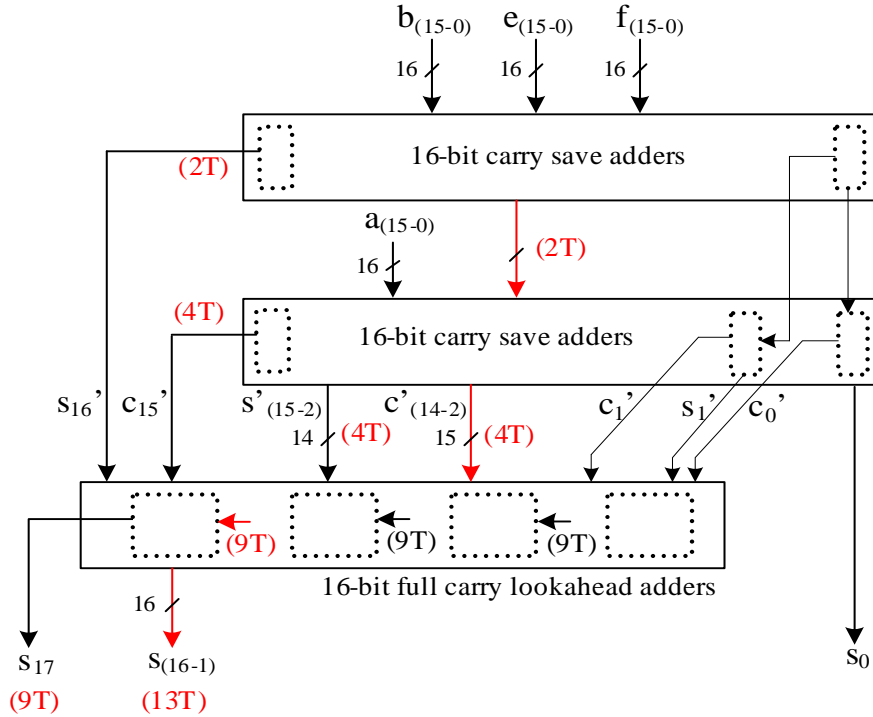 b(15-0) e(15-0) f(15-0)
16 16 16
16-bit carry save adders
(2T)
a(15-0)
16 (2T)
(4T) 16-bit carry save adders
s16’ c15’ s’(15-2) c’(14-2) c1’ s1’ c0’
14 (4T) 15 (4T)
(9T) (9T) (9T)
16-bit full carry lookahead adders
16
s17 s(16-1) s0
(9T) (13T)